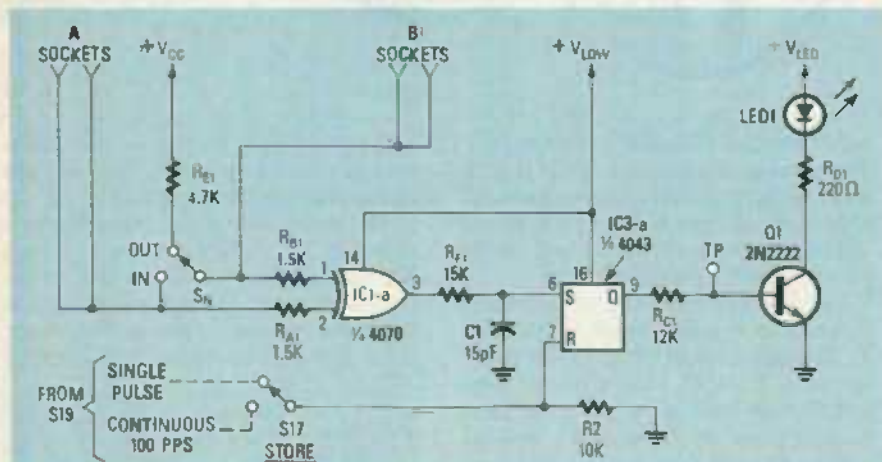 A
SOCKETS
+ VCC
B1
SOCKETS
+ VLOW
+ VLED
LED1
RE1
4.7K
RD1
220Ω
OUT
IN
SN
RB1
1.5K
1
14
IC1-a
3
2
¼ 4070
RA1
1.5K
RF1
15K
C1
15pF
IC3-a
¼ 4043
16
6
S
Q
9
7
R
RC1
12K
TP
Q1
2N2222
FROM
S19
SINGLE
PULSE
CONTINUOUS
100 PPS
S17
STORE
R2
10K